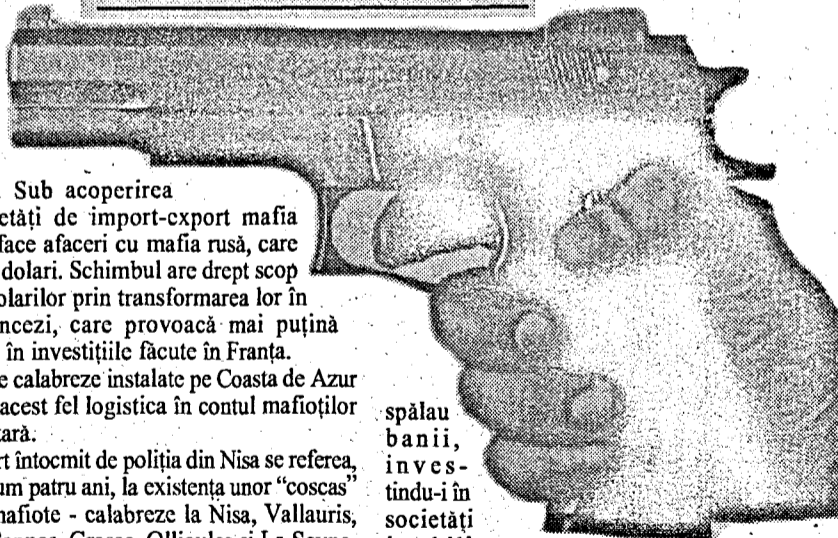 Sub acoperirea
etăți de import-export mafia
face afaceri cu mafia rusă, care
dolari. Schimbul are drept scop
olarilor prin transformarea lor în
ncezi, care provoacă mai puțină
în investițiile făcute în Franța.
e calabreze instalate pe Coasta de Azur
acest fel logistica în contul mafioților
ară.
rt întocmit de poliția din Nisa se referea,
um patru ani, la existența unor “coscas”
mafiote - calabreze la Nisa, Vallauris,
spălau
banii,
inves-
tindu-i în
societăți